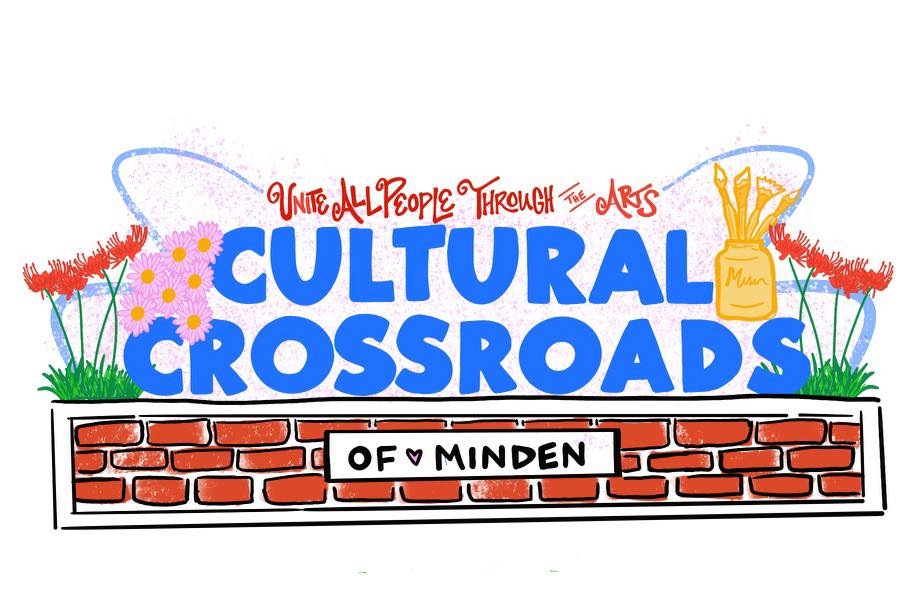 UNITE ALL PEOPLE THROUGH THE ARTS
CULTURAL
CROSSROADS
OF MINDEN